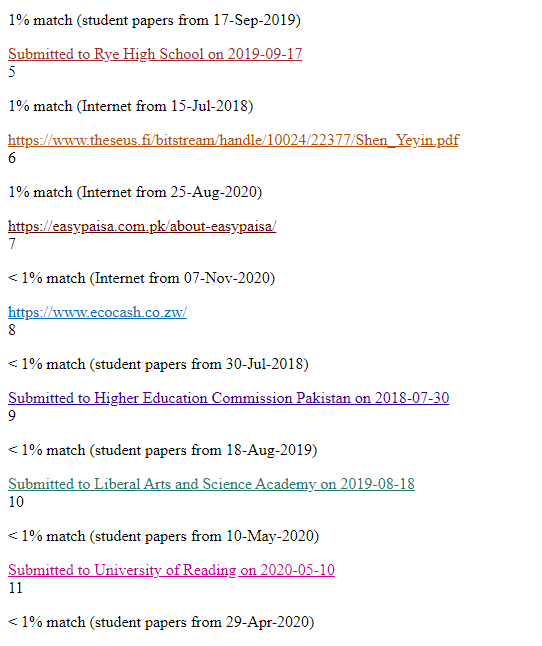 1% match (student papers from 17-Sep-2019)
Submitted to Rye High School on 2019-09-17
5
1% match (Internet from 15-Jul-2018)
https://www.theseus.fi/bitstream/handle/10024/22377/Shen_Yeyin.pdf
6
1% match (Internet from 25-Aug-2020)
https://easypaisa.com.pk/about-easypaisa/
7
< 1% match (Internet from 07-Nov-2020)
https://www.ecocash.co.zw/
8
< 1% match (student papers from 30-Jul-2018)
Submitted to Higher Education Commission Pakistan on 2018-07-30
9
< 1% match (student papers from 18-Aug-2019)
Submitted to Liberal Arts and Science Academy on 2019-08-18
10
< 1% match (student papers from 10-May-2020)
Submitted to University of Reading on 2020-05-10
11
< 1% match (student papers from 29-Apr-2020)